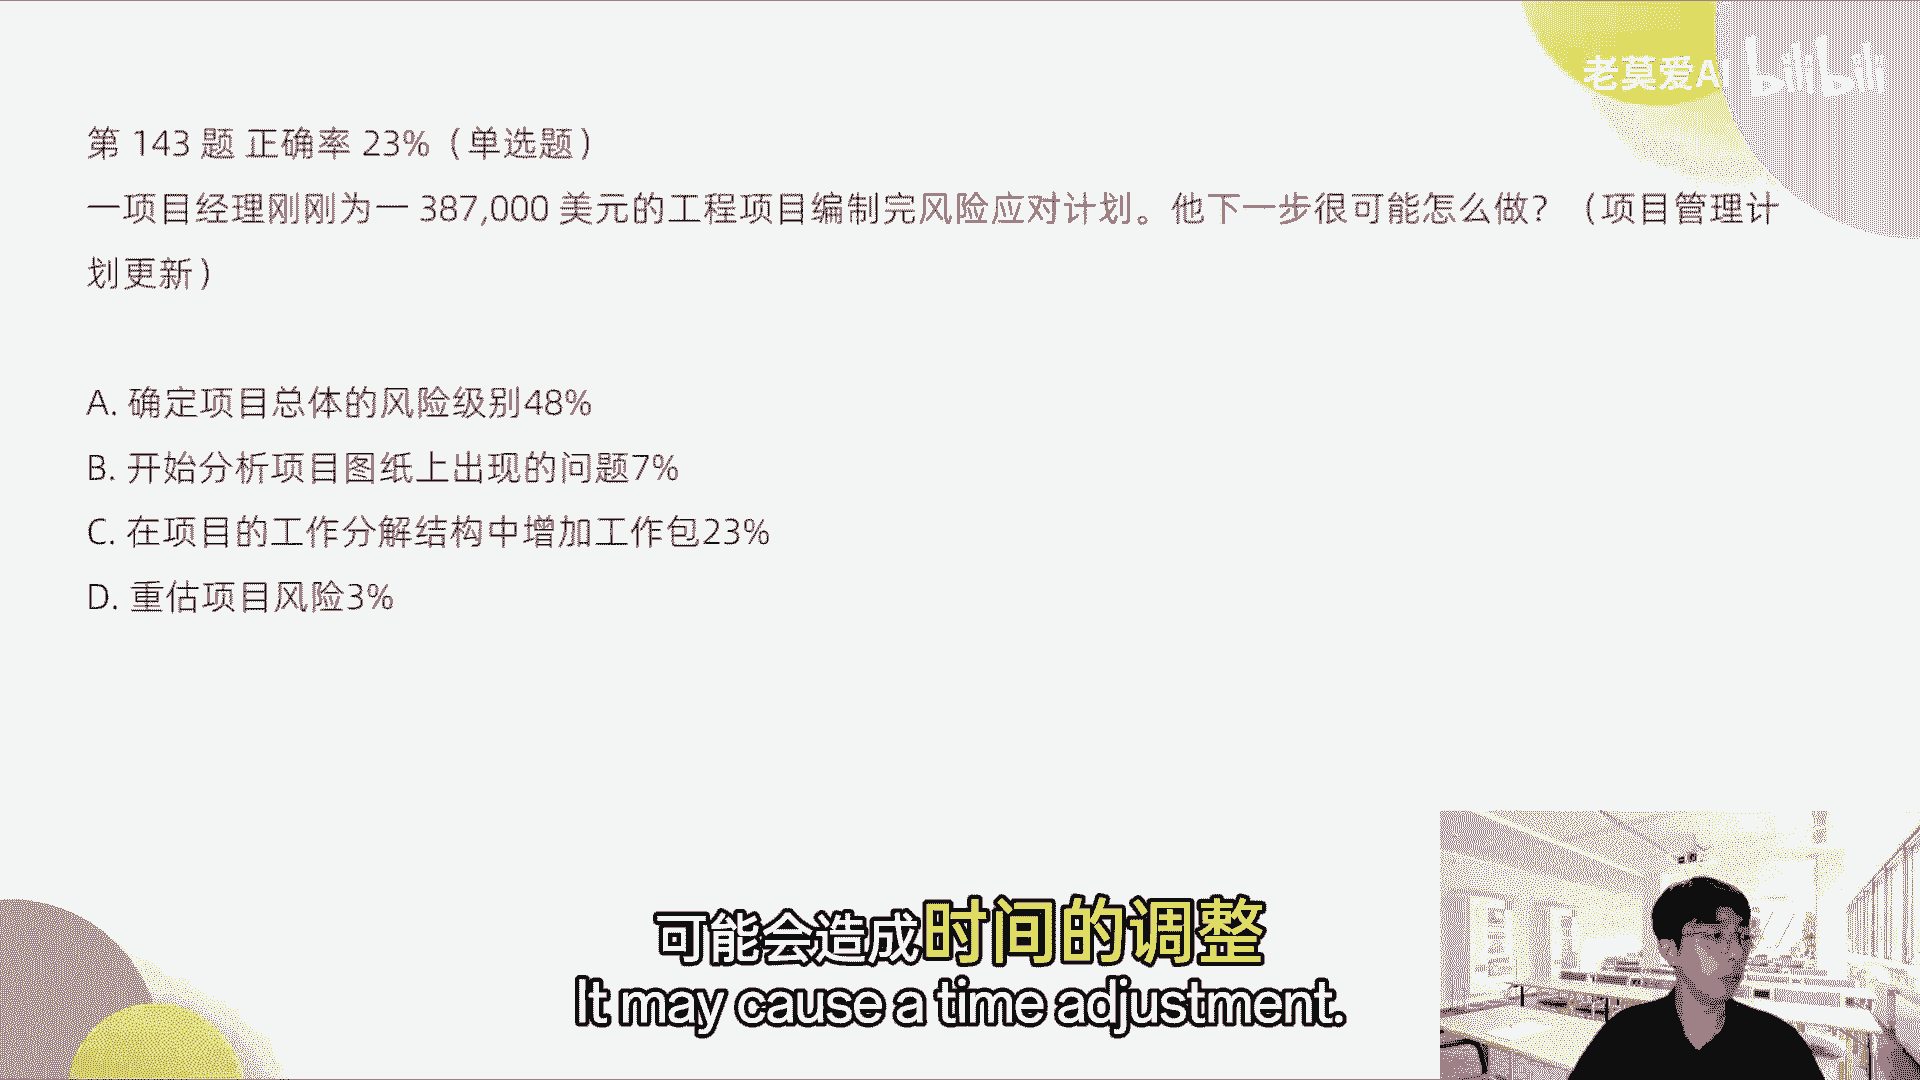 老莫爱AI bilibili
第 143 题 正确率 23%（单选题）
一项目经理刚刚为一 387,000 美元的工程项目编制完风险应对计划。他下一步很可能怎么做？（项目管理计
划更新）
A. 确定项目总体的风险级别48%
B. 开始分析项目图纸上出现的问题7%
C. 在项目的工作分解结构中增加工作包23%
D. 重估项目风险3%
可能会造成时间的调整
It may cause a time adjustment.